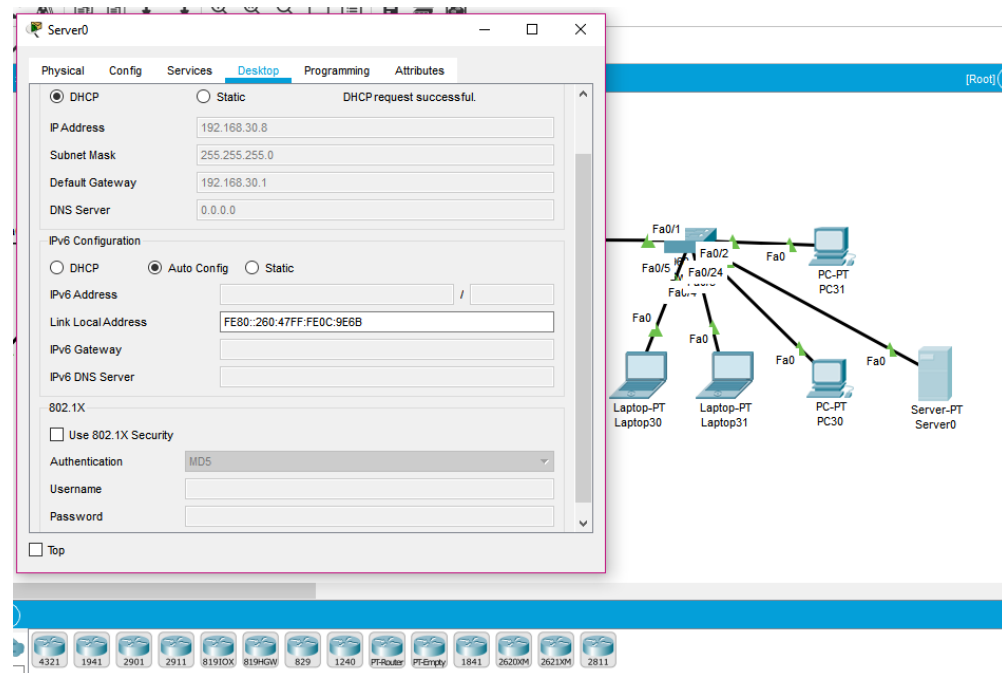 Server0
Physical Config Services Desktop Programming Attributes
DHCP Static DHCP request successful.
IP Address 192.168.30.8
Subnet Mask 255.255.255.0
Default Gateway 192.168.30.1
DNS Server 0.0.0.0
IPv6 Configuration
DHCP Auto Config Static
IPv6 Address /
Link Local Address FE80::260:47FF:FE0C:9E6B
IPv6 Gateway
IPv6 DNS Server
802.1X
Use 802.1X Security
Authentication MD5
Username
Password
Top
[Root]
Fa0/1
Fa0/2
Fa0
Fa0/5
Fa0/24
PC-PT
PC31
Fa0
Fa0
Fa0
Fa0
Laptop-PT
Laptop30
Laptop-PT
Laptop31
PC-PT
PC30
Server-PT
Server0
4321 1941 2901 2911 819IOX 819HGW 829 1240 PT-Router PT-Empty 1841 2620XM 2621XM 2811